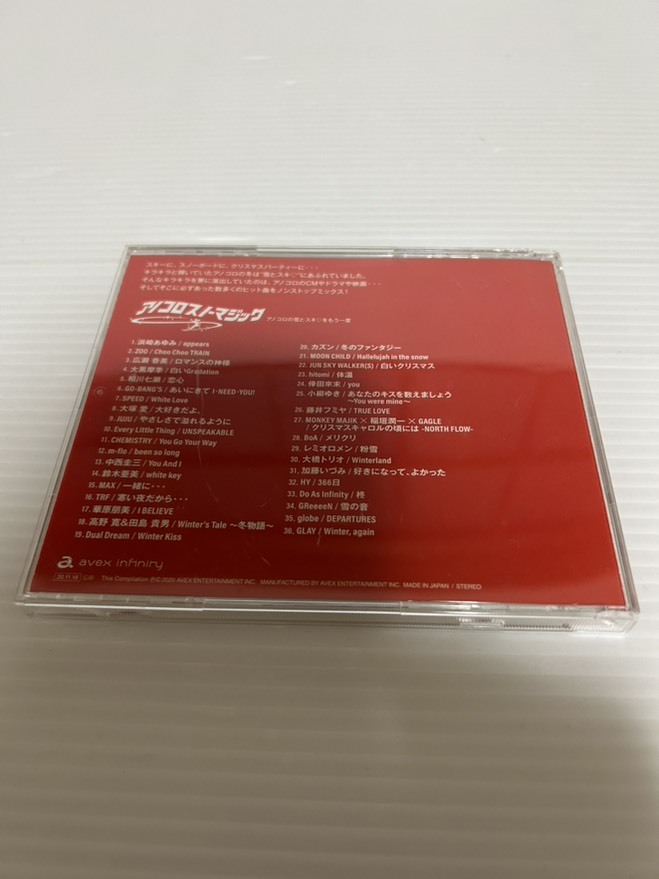 スキーに、スノーボードに、クリスマスパーティーに・・・
キラキラと輝いていたアノコロの冬は"雪とスキ♡"にあふれていました。
そんなキラキラを更に演出していたのは、アノコロのCMやドラマや映画・・・
そしてそこに必ずあった数多くのヒット曲をノンストップミックス!
アノコロスノーマジック アノコロの雪とスキ♡をもう一度
1. 浜崎あゆみ / appears
2. ZOO / Choo Choo TRAIN
3. 広瀬 香美 / ロマンスの神様
4. 大黒摩季 / 白いGradation
5. 相川七瀬 / 恋心
6. GO-BANG'S / あいにきて I・NEED・YOU!
7. SPEED / White Love
8. 大塚 愛 / 大好きだよ。
9. JUJU / やさしさで溢れるように
10. Every Little Thing / UNSPEAKABLE
11. CHEMISTRY / You Go Your Way
12. m-flo / been so long
13. 中西圭三 / You And I
14. 鈴木亜美 / white key
15. MAX / 一緒に・・・
16. TRF / 寒い夜だから・・・
17. 華原朋美 / I BELIEVE
18. 高野 寛&田島 貴男 / Winter's Tale 〜冬物語〜
19. Dual Dream / Winter Kiss
20. カズン / 冬のファンタジー
21. MOON CHILD / Hallelujah in the snow
22. JUN SKY WALKER(S) / 白いクリスマス
23. hitomi / 体温
24. 倖田來未 / you
25. 小柳ゆき / あなたのキスを数えましょう
〜You were mine〜
26. 藤井フミヤ / TRUE LOVE
27. MONKEY MAJIK × 稲垣潤一 × GAGLE
/ クリスマスキャロルの頃には -NORTH FLOW-
28. BoA / メリクリ
29. レミオロメン / 粉雪
30. 大橋トリオ / Winterland
31. 加藤いづみ / 好きになって、よかった
32. HY / 366日
33. Do As Infinity / 柊
34. GReeeeN / 雪の音
35. globe / DEPARTURES
36. GLAY / Winter, again
avex infinity
20.11.18 This Compilation ℗© 2020 AVEX ENTERTAINMENT INC. MANUFACTURED BY AVEX ENTERTAINMENT INC. MADE IN JAPAN / STEREO